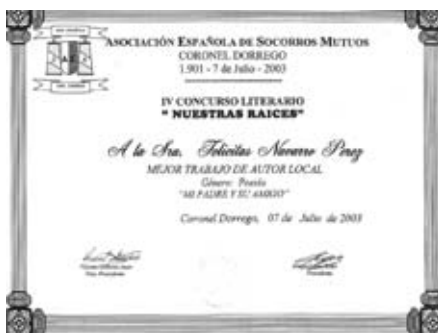 ASOCIACIÓN ESPAÑOLA DE SOCORROS MUTUOS
CORONEL DORREGO
1.901 - 7 de Julio - 2003
IV CONCURSO LITERARIO
" NUESTRAS RAICES"
A la Sra. Felicitas Navarro Pérez
MEJOR TRABAJO DE AUTOR LOCAL
Género: Poesía
"MI PADRE Y SU AMIGO"
Coronel Dorrego, 07 de Julio de 2003
Presidente